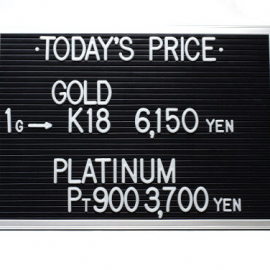 ·TODAY'S PRICE·
GOLD
1G→ K18 6,150 YEN
PLATINUM
PT900 3,700 YEN